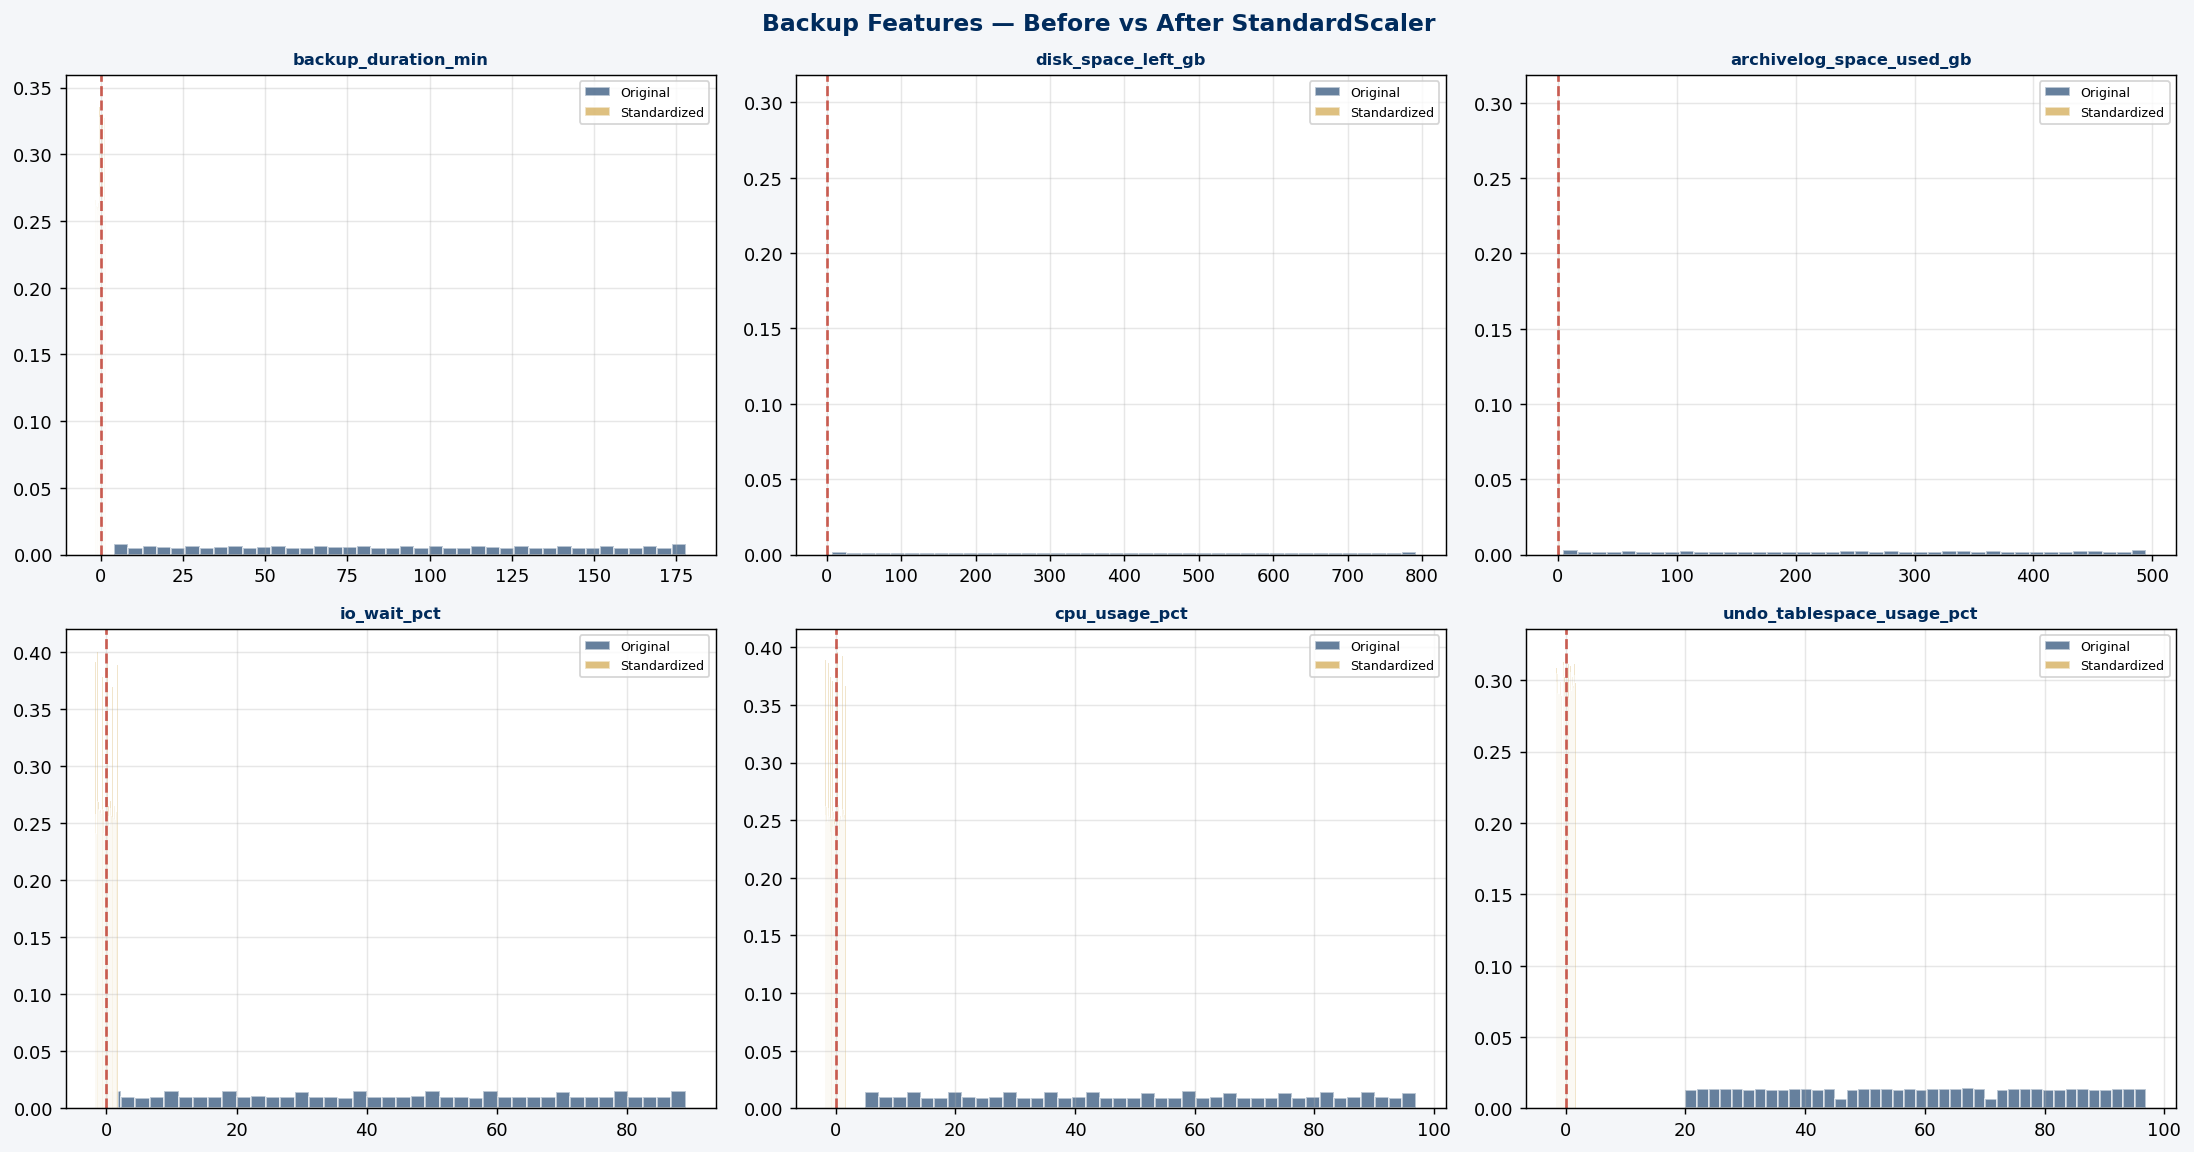 Backup Features — Before vs After StandardScaler
backup_duration_min
0.35
0.30
0.25
0.20
0.15
0.10
0.05
0.00
0 25 50 75 100 125 150 175
Original
Standardized
disk_space_left_gb
0.30
0.25
0.20
0.15
0.10
0.05
0.00
0 100 200 300 400 500 600 700 800
Original
Standardized
archivelog_space_used_gb
0.30
0.25
0.20
0.15
0.10
0.05
0.00
0 100 200 300 400 500
Original
Standardized
io_wait_pct
0.40
0.35
0.30
0.25
0.20
0.15
0.10
0.05
0.00
0 20 40 60 80
Original
Standardized
cpu_usage_pct
0.40
0.35
0.30
0.25
0.20
0.15
0.10
0.05
0.00
0 20 40 60 80 100
Original
Standardized
undo_tablespace_usage_pct
0.30
0.25
0.20
0.15
0.10
0.05
0.00
0 20 40 60 80 100
Original
Standardized